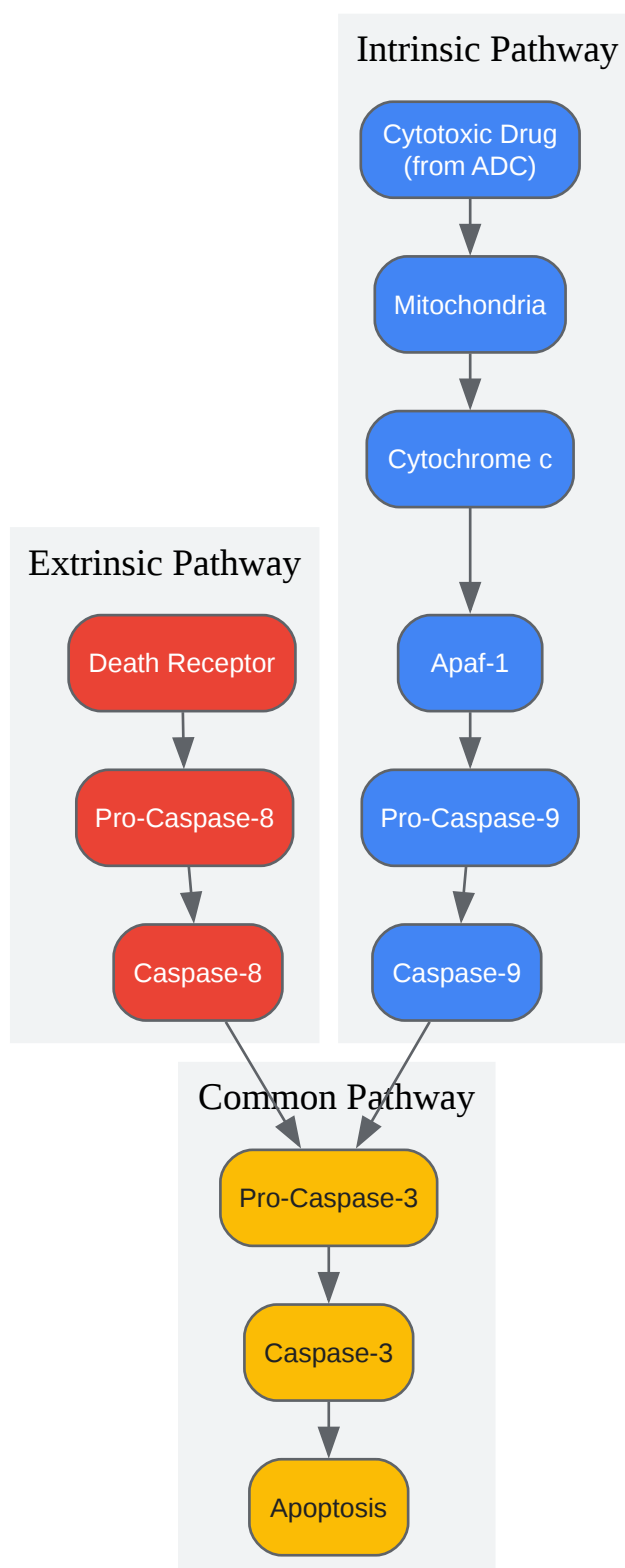 Intrinsic Pathway
Cytotoxic Drug
(from ADC)
Mitochondria
Cytochrome c
Apaf-1
Pro-Caspase-9
Caspase-9
Extrinsic Pathway
Death Receptor
Pro-Caspase-8
Caspase-8
Common Pathway
Pro-Caspase-3
Caspase-3
Apoptosis